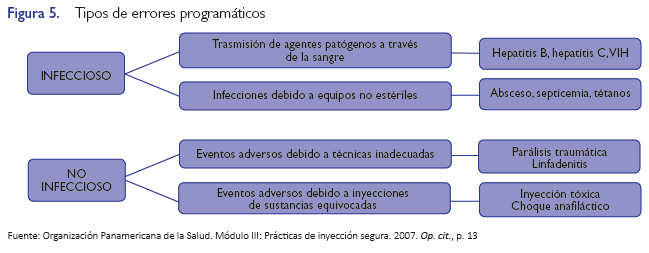 Figura 5. Tipos de errores programáticos
INFECCIOSO
Trasmisión de agentes patógenos a través
de la sangre
Hepatitis B, hepatitis C, VIH
Infecciones debido a equipos no estériles
Absceso, septicemia, tétanos
NO
INFECCIOSO
Eventos adversos debido a técnicas inadecuadas
Parálisis traumática
Linfadenitis
Eventos adversos debido a inyecciones
de sustancias equivocadas
Inyección tóxica
Choque anafiláctico
Fuente: Organización Panamericana de la Salud. Módulo III: Prácticas de inyección segura. 2007. Op. cit., p. 13